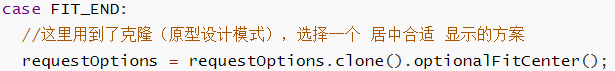 case FIT_END:
//这里用到了克隆（原型设计模式），选择一个 居中合适 显示的方案
requestOptions = requestOptions.clone().optionalFitCenter();